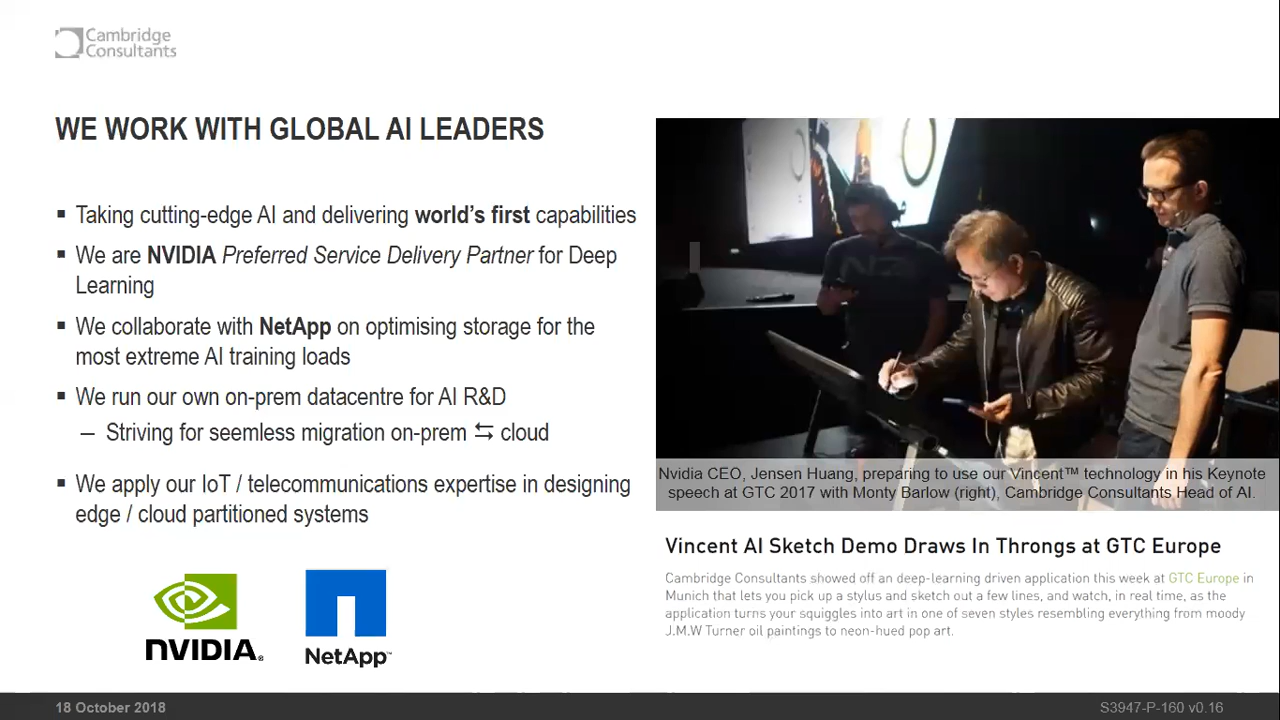 Cambridge
Consultants
WE WORK WITH GLOBAL AI LEADERS
▪ Taking cutting-edge AI and delivering world's first capabilities
▪ We are NVIDIA Preferred Service Delivery Partner for Deep
Learning
▪ We collaborate with NetApp on optimising storage for the
most extreme AI training loads
▪ We run our own on-prem datacentre for AI R&D
– Striving for seemless migration on-prem ⇆ cloud
▪ We apply our IoT / telecommunications expertise in designing
edge / cloud partitioned systems
NVIDIA®
NetApp™
Nvidia CEO, Jensen Huang, preparing to use our Vincent™ technology in his Keynote
speech at GTC 2017 with Monty Barlow (right), Cambridge Consultants Head of AI.
Vincent AI Sketch Demo Draws In Throngs at GTC Europe
Cambridge Consultants showed off an deep-learning driven application this week at GTC Europe in
Munich that lets you pick up a stylus and sketch out a few lines, and watch, in real time, as the
application turns your squiggles into art in one of seven styles resembling everything from moody
J.M.W Turner oil paintings to neon-hued pop art.
18 October 2018
S3947-P-160 v0.16